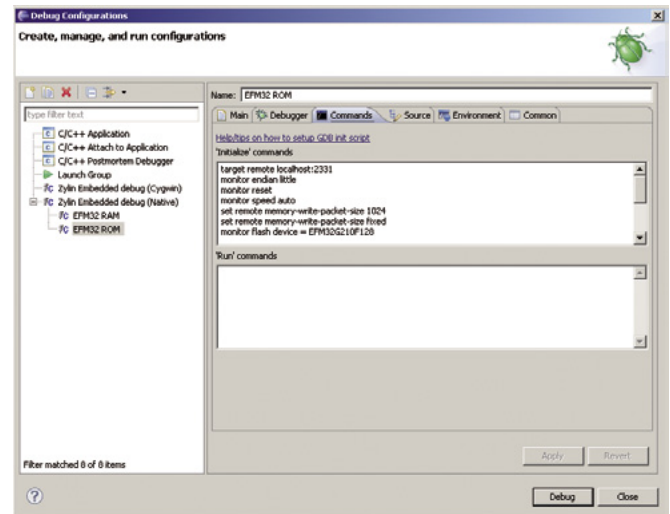 Debug Configurations
Create, manage, and run configurations
type filter text
C/C++ Application
C/C++ Attach to Application
C/C++ Postmortem Debugger
Launch Group
Zylin Embedded debug (Cygwin)
Zylin Embedded debug (Native)
EFM32 RAM
EFM32 ROM
Filter matched 8 of 8 items
Name: EFM32 ROM
Main Debugger Commands Source Environment Common
Help/tips on how to setup GDB init script
'Initialize' commands
target remote localhost:2331
monitor endian little
monitor reset
monitor speed auto
set remote memory-write-packet-size 1024
set remote memory-write-packet-size fixed
monitor flash device = EFM32G210F128
'Run' commands
Apply Revert
? Debug Close